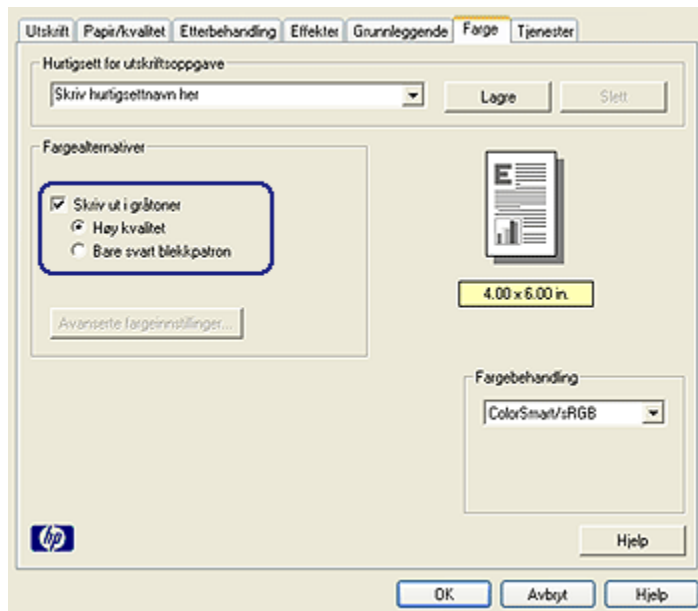 Utskrift Papir/kvalitet Etterbehandling Effekter Grunnleggende Farge Tjenester
Hurtigsett for utskriftsoppgave
Skriv hurtigsettnavn her Lagre Slett
Fargealternativer
Skriv ut i gråtoner
Høy kvalitet
Bare svart blekkpatron
E
4.00 x 6.00 in.
Avanserte fargeinnstillinger...
Fargebehandling
ColorSmart/sRGB
hp
Hjelp
OK Avbryt Hjelp